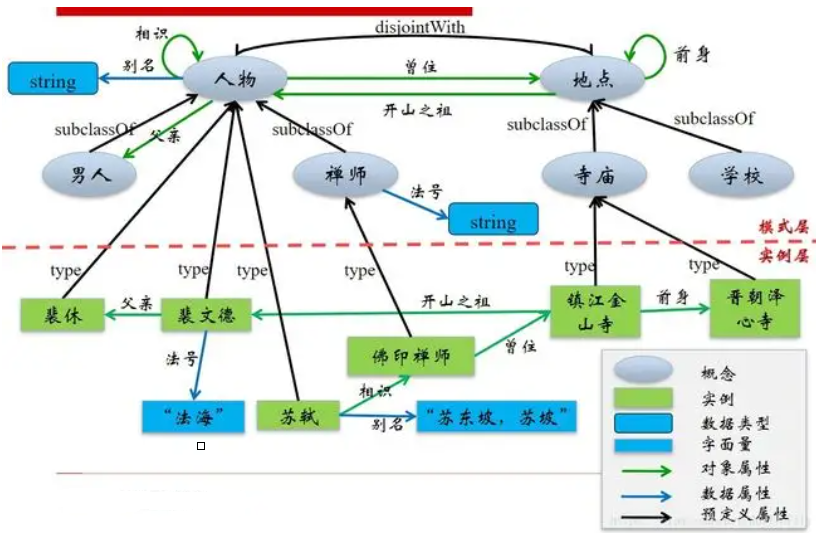 disjointWith
相识
别名
string
人物
曾住
开山之祖
地点
前身
subclassOf
父亲
subclassOf
subclassOf
subclassOf
男人
禅师
法号
string
寺庙
学校
模式层
实例层
type
type
type
type
type
type
裴休
父亲
裴文德
开山之祖
镇江金
山寺
前身
晋朝泽
心寺
法号
佛印禅师
曾住
相识
“法海”
苏轼
别名
“苏东坡，苏坡”
概念
实例
数据类型
字面量
对象属性
数据属性
预定义属性